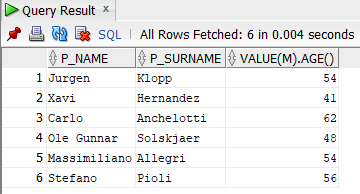 Query Result ×
SQL | All Rows Fetched: 6 in 0.004 seconds
P_NAME P_SURNAME VALUE(M).AGE()
1 Jurgen Klopp 54
2 Xavi Hernandez 41
3 Carlo Anchelotti 62
4 Ole Gunnar Solskjaer 48
5 Massimiliano Allegri 54
6 Stefano Pioli 56